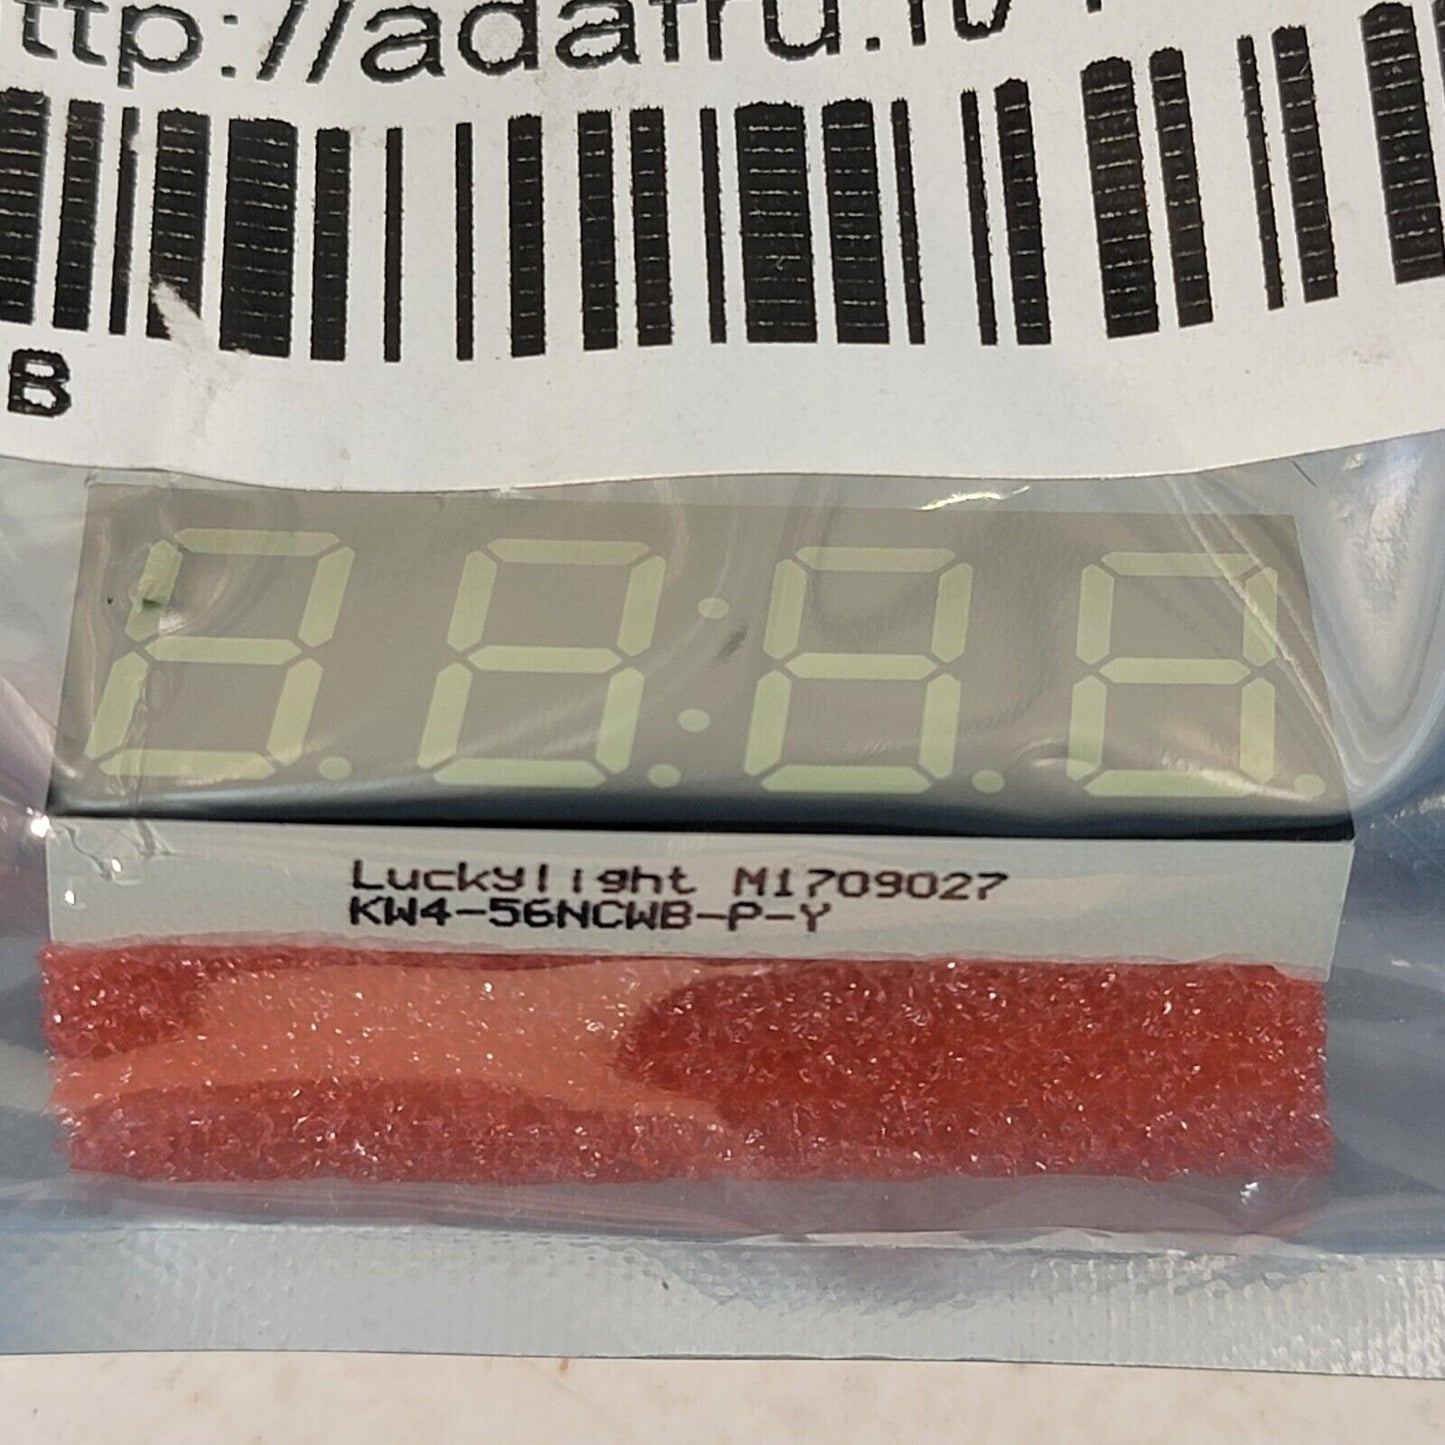 ttp://adafru.it/
B
Luckylight M1709027
KW4-56NCWB-P-Y